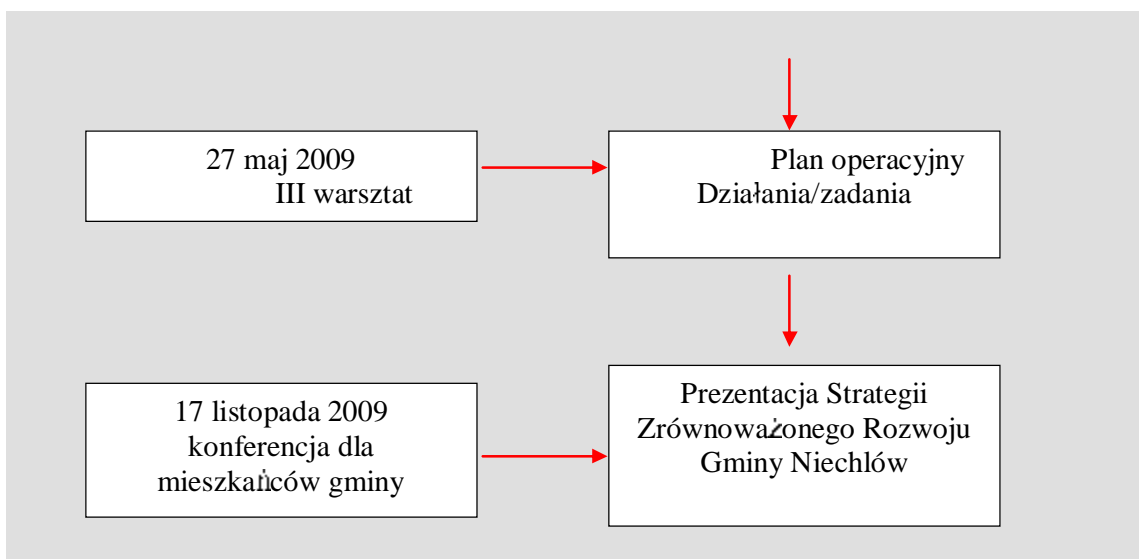 27 maj 2009
III warsztat
Plan operacyjny
Działania/zadania
17 listopada 2009
konferencja dla
mieszkańców gminy
Prezentacja Strategii
Zrównoważonego Rozwoju
Gminy Niechlów